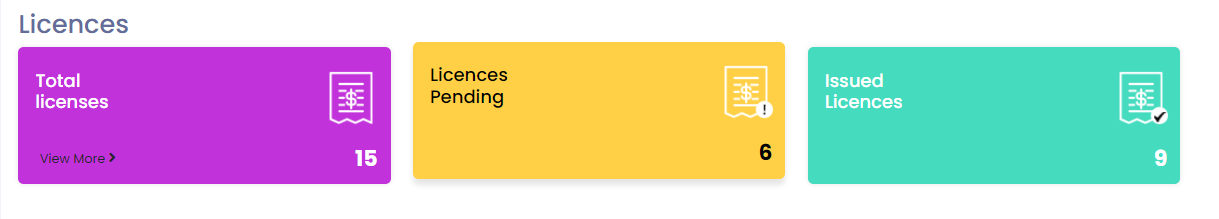 Licences
Total
licenses
View More
15
Licences
Pending
6
Issued
Licences
9